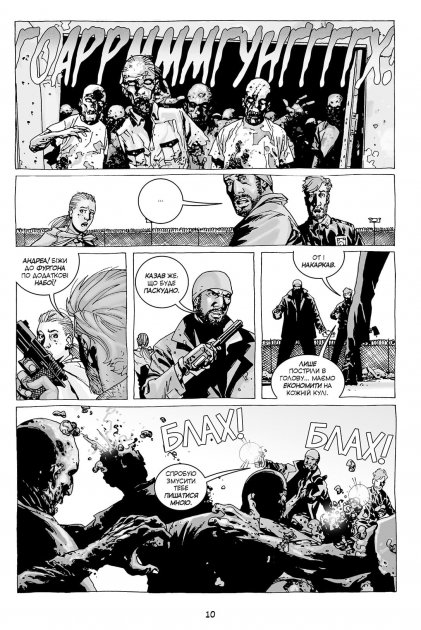 ГОДАРРРИММГУНГГГГГХ!
...
АНДРЕА! БІЖИ
ДО ФУРГОНА
ПО ДОДАТКОВІ
НАБОЇ!
КАЗАВ ЖЕ,
ЩО БУДЕ
ПАСКУДНО.
ОТ І
НАКАРКАВ.
ЛИШЕ
ПОСТРІЛИ В
ГОЛОВУ... МАЄМО
ЕКОНОМИТИ НА
КОЖНІЙ КУЛІ.
БЛАХ!
БЛАХ!
СПРОБУЮ
ЗМУСИТИ
ТЕБЕ
ПИШАТИСЯ
МНОЮ.
10